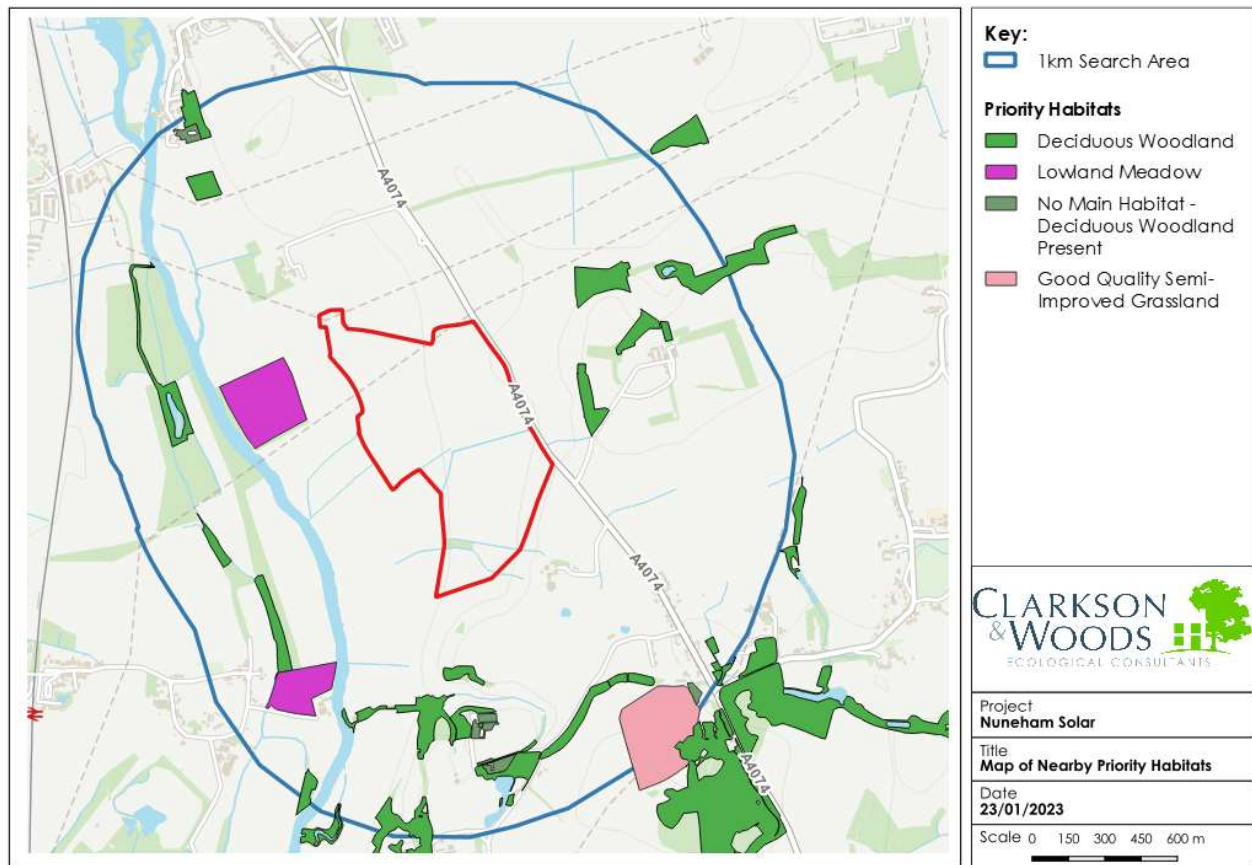 A4074
A4074
A4074
A4074
Key:
1km Search Area
Priority Habitats
Deciduous Woodland
Lowland Meadow
No Main Habitat -
Deciduous Woodland
Present
Good Quality Semi-
Improved Grassland
CLARKSON
& WOODS
ECOLOGICAL CONSULTANTS
Project
Nuneham Solar
Title
Map of Nearby Priority Habitats
Date
23/01/2023
Scale 0 150 300 450 600 m